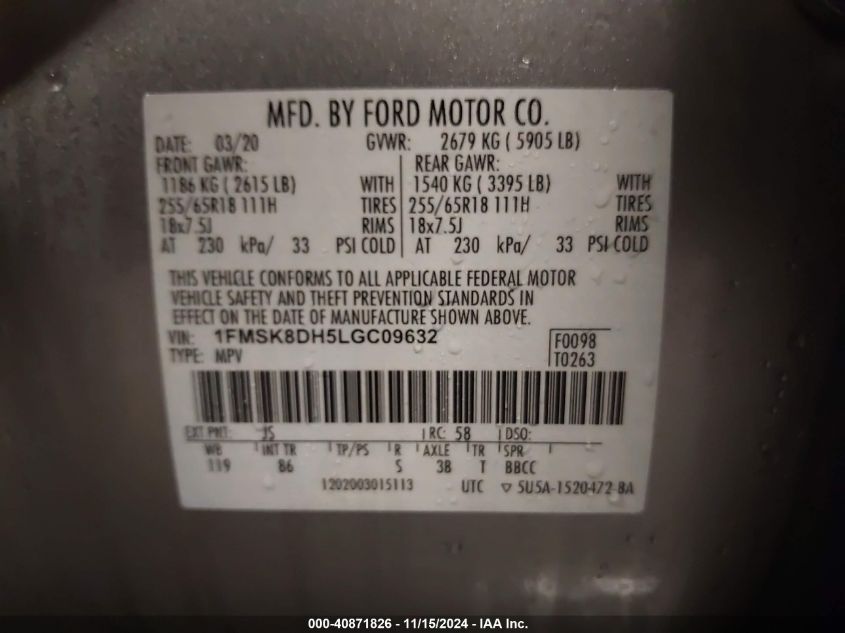 MFD. BY FORD MOTOR CO.
DATE: 03/20 GVWR: 2679 KG ( 5905 LB)
FRONT GAWR: REAR GAWR:
1186 KG ( 2615 LB) WITH 1540 KG ( 3395 LB) WITH
255/65R18 111H TIRES 255/65R18 111H TIRES
18x7.5J RIMS 18x7.5J RIMS
AT 230 kPa/ 33 PSI COLD AT 230 kPa/ 33 PSI COLD
THIS VEHICLE CONFORMS TO ALL APPLICABLE FEDERAL MOTOR
VEHICLE SAFETY AND THEFT PREVENTION STANDARDS IN
EFFECT ON THE DATE OF MANUFACTURE SHOWN ABOVE.
VIN: 1FMSK8DH5LGC09632 F0098
TYPE: MPV T0263
EXT PNT: JS RC: 58 DSO:
WB INT TR TP/PS R AXLE TR SPR
119 B6 S 3B T BBCC
1202003015113 UTC ▽ 5U5A-1520472-BA
000-40871826 - 11/15/2024 - IAA Inc.